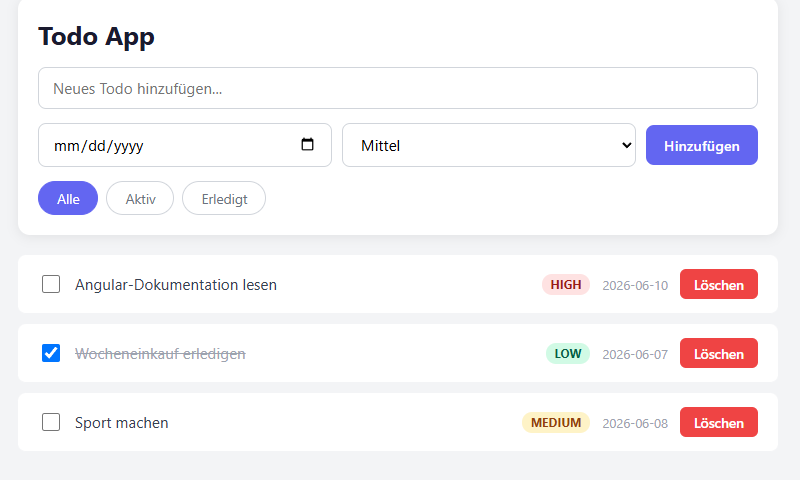 Todo App
Neues Todo hinzufügen...
mm/dd/yyyy Mittel Hinzufügen
Alle Aktiv Erledigt
Angular-Dokumentation lesen HIGH 2026-06-10 Löschen
Wocheneinkauf erledigen LOW 2026-06-07 Löschen
Sport machen MEDIUM 2026-06-08 Löschen